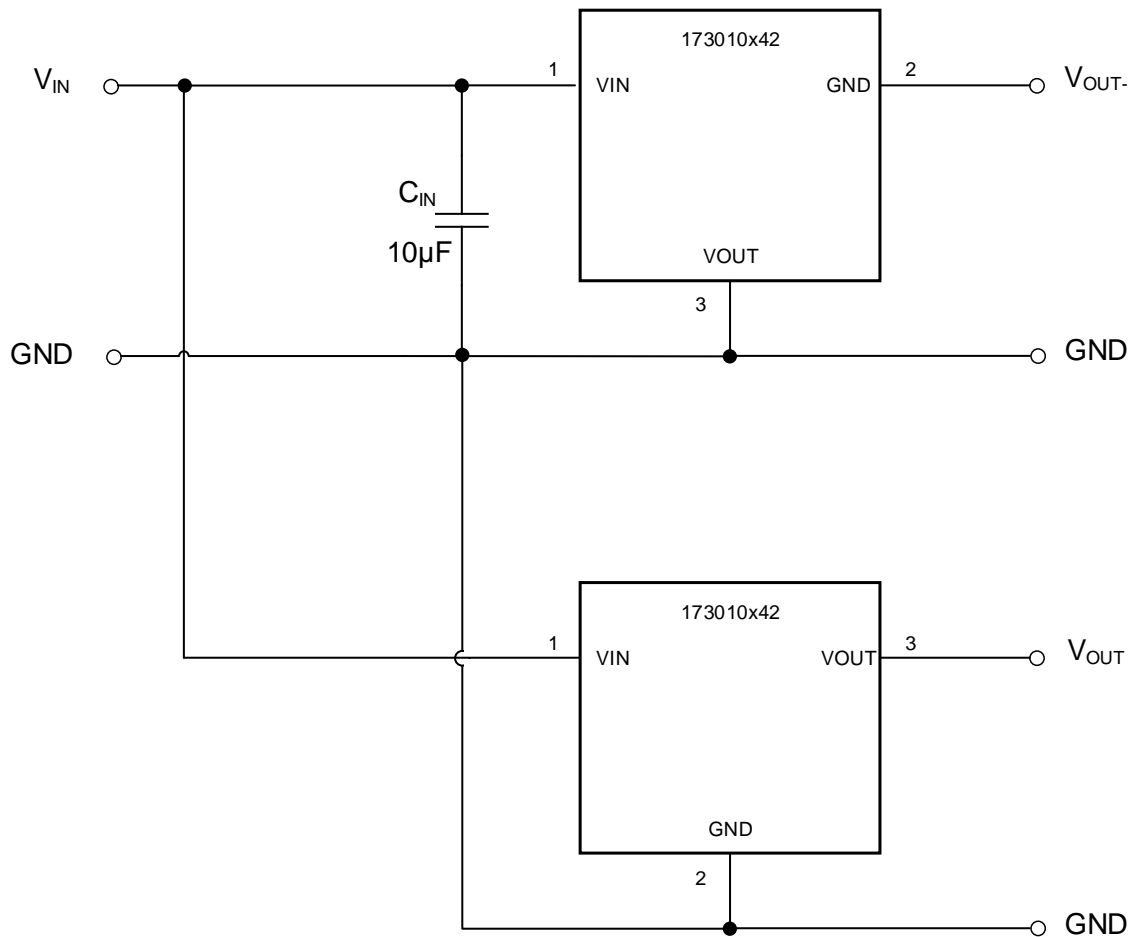 173010x42
V_IN
1
VIN
GND
2
V_OUT-
C_IN
10µF
VOUT
3
GND
GND
173010x42
1
VIN
VOUT
3
V_OUT
GND
2
GND